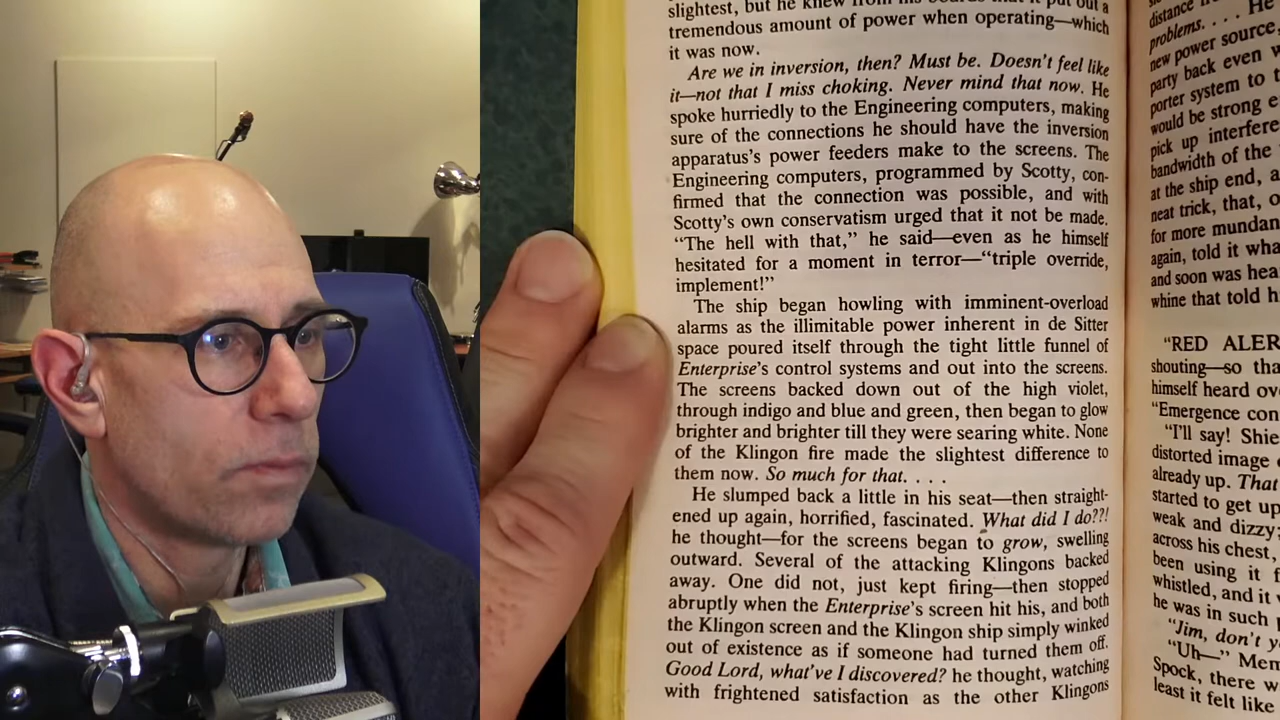 slightest, but he knew from his boards that it put out a
tremendous amount of power when operating—which
it was now.
Are we in inversion, then? Must be. Doesn't feel like
it—not that I miss choking. Never mind that now. He
spoke hurriedly to the Engineering computers, making
sure of the connections he should have the inversion
apparatus's power feeders make to the screens. The
Engineering computers, programmed by Scotty, con-
firmed that the connection was possible, and with
Scotty's own conservatism urged that it not be made.
"The hell with that," he said—even as he himself
hesitated for a moment in terror—"triple override,
implement!"
The ship began howling with imminent-overload
alarms as the illimitable power inherent in de Sitter
space poured itself through the tight little funnel of
Enterprise's control systems and out into the screens.
The screens backed down out of the high violet,
through indigo and blue and green, then began to glow
brighter and brighter till they were searing white. None
of the Klingon fire made the slightest difference to
them now. So much for that. . . .
He slumped back a little in his seat—then straight-
ened up again, horrified, fascinated. What did I do??!
he thought—for the screens began to grow, swelling
outward. Several of the attacking Klingons backed
away. One did not, just kept firing—then stopped
abruptly when the Enterprise's screen hit his, and both
the Klingon screen and the Klingon ship simply winked
out of existence as if someone had turned them off.
Good Lord, what've I discovered? he thought, watching
with frightened satisfaction as the other Klingons
distance
problems. . . . He
new power source,
party back even
porter system to
would be strong
pick up
bandwidth of the
at the ship end,
neat trick, that,
for more
again, told it
and soon was
whine that told
"RED
shouting—so
himself heard
"Emergence
"I'll say!
distorted image
already up. That
started to get up
weak and dizzy;
across his chest,
been using it
whistled, and it
he was in such
"Jim, don't
"Uh—"
Spock, there
least it felt like